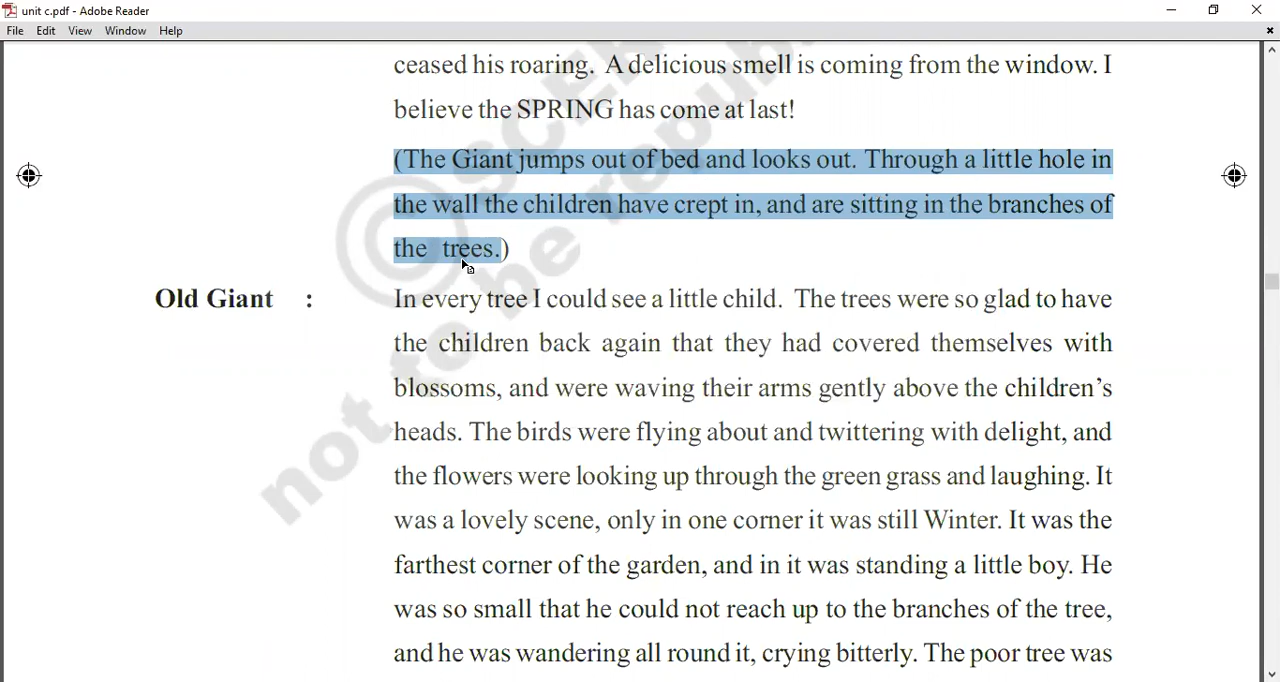 unit c.pdf - Adobe Reader
File Edit View Window Help
ceased his roaring. A delicious smell is coming from the window. I
believe the SPRING has come at last!
(The Giant jumps out of bed and looks out. Through a little hole in
the wall the children have crept in, and are sitting in the branches of
the trees.)
Old Giant : In every tree I could see a little child. The trees were so glad to have
the children back again that they had covered themselves with
blossoms, and were waving their arms gently above the children's
heads. The birds were flying about and twittering with delight, and
the flowers were looking up through the green grass and laughing. It
was a lovely scene, only in one corner it was still Winter. It was the
farthest corner of the garden, and in it was standing a little boy. He
was so small that he could not reach up to the branches of the tree,
and he was wandering all round it, crying bitterly. The poor tree was
©
not to be